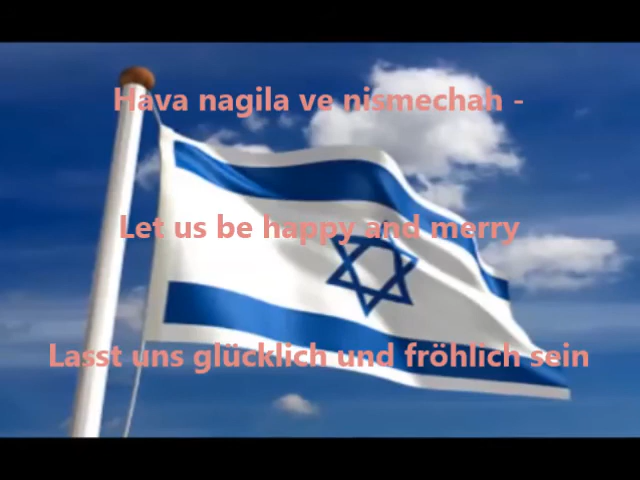 Hava nagila ve nismechah -
Let us be happy and merry
Lasst uns glücklich und fröhlich sein